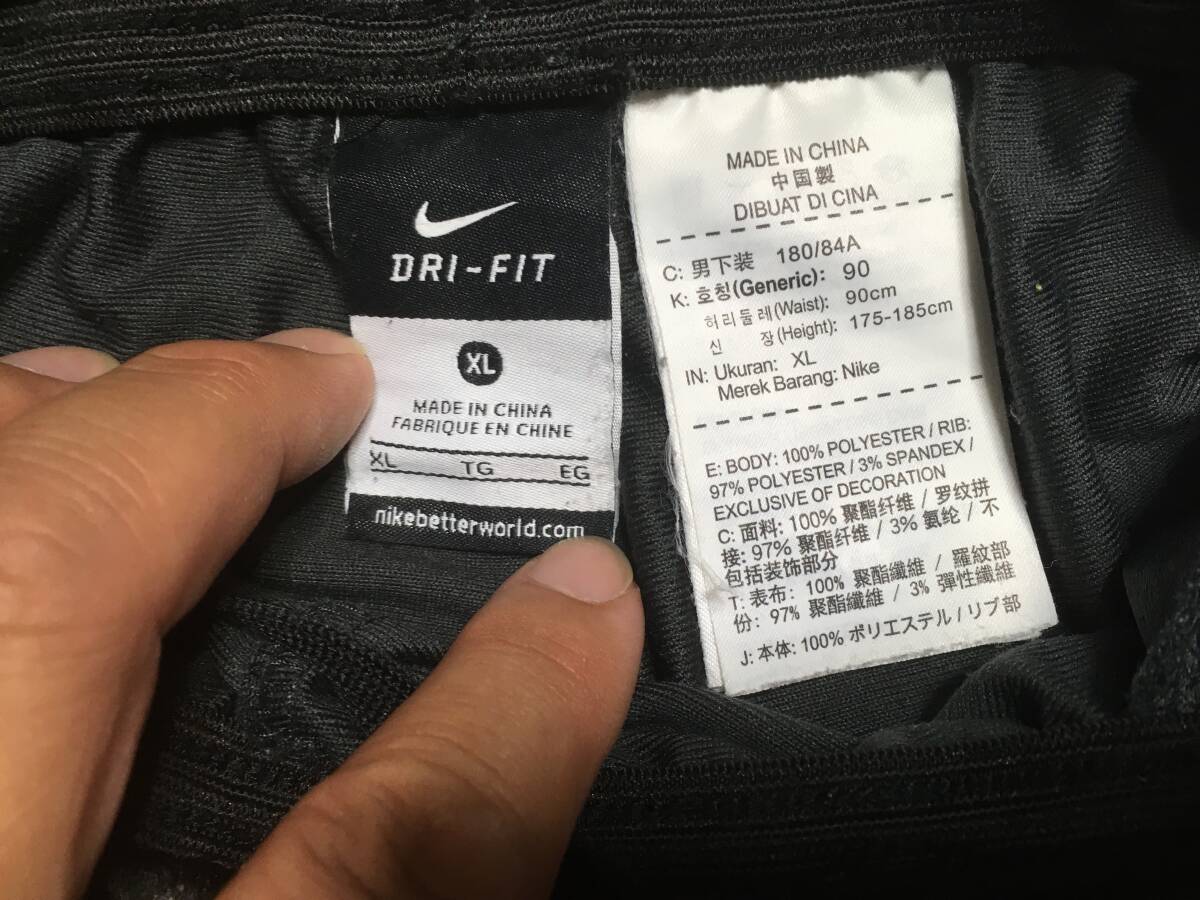 DRI-FIT
XL
MADE IN CHINA
FABRIQUE EN CHINE
XL TG EG
nikebetterworld.com
MADE IN CHINA
中国製
DIBUAT DI CINA
C: 男下装 180/84A
K: 호칭(Generic): 90
허리둘레(Waist): 90cm
신 장(Height): 175-185cm
IN: Ukuran: XL
Merek Barang: Nike
E: BODY: 100% POLYESTER / RIB:
97% POLYESTER / 3% SPANDEX /
EXCLUSIVE OF DECORATION
C: 面料: 100% 聚酯纤维 / 罗纹拼
接: 97% 聚酯纤维 / 3% 氨纶 / 不
包括装饰部分
T: 表布: 100% 聚酯纖維 / 羅紋部
份: 97% 聚酯纖維 / 3% 彈性纖維
J: 本体: 100% ポリエステル / リブ部